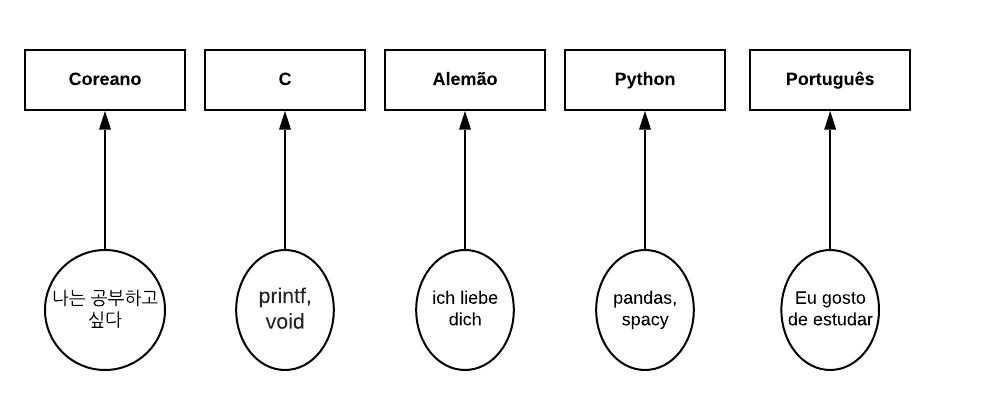 Coreano
C
Alemão
Python
Português
나는 공부하고
싶다
printf,
void
ich liebe
dich
pandas,
spacy
Eu gosto
de estudar